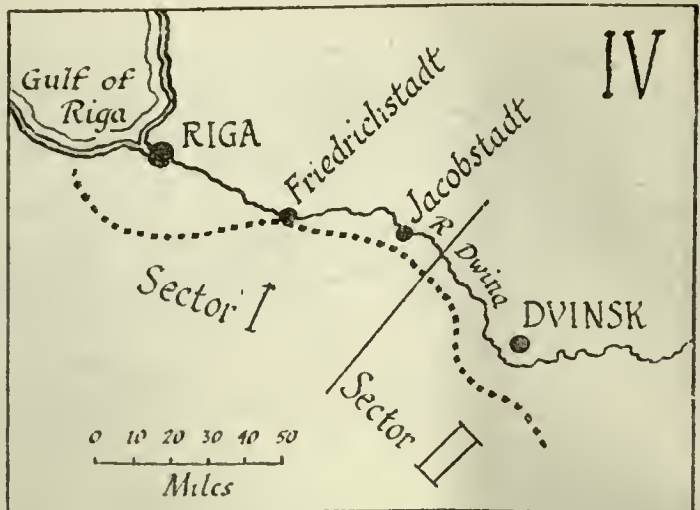 IV
Gulf of
Riga
RIGA
Friedrichstadt
Jacobstadt
R. Dwina
DVINSK
Sector I
Sector II
0 10 20 30 40 50
Miles